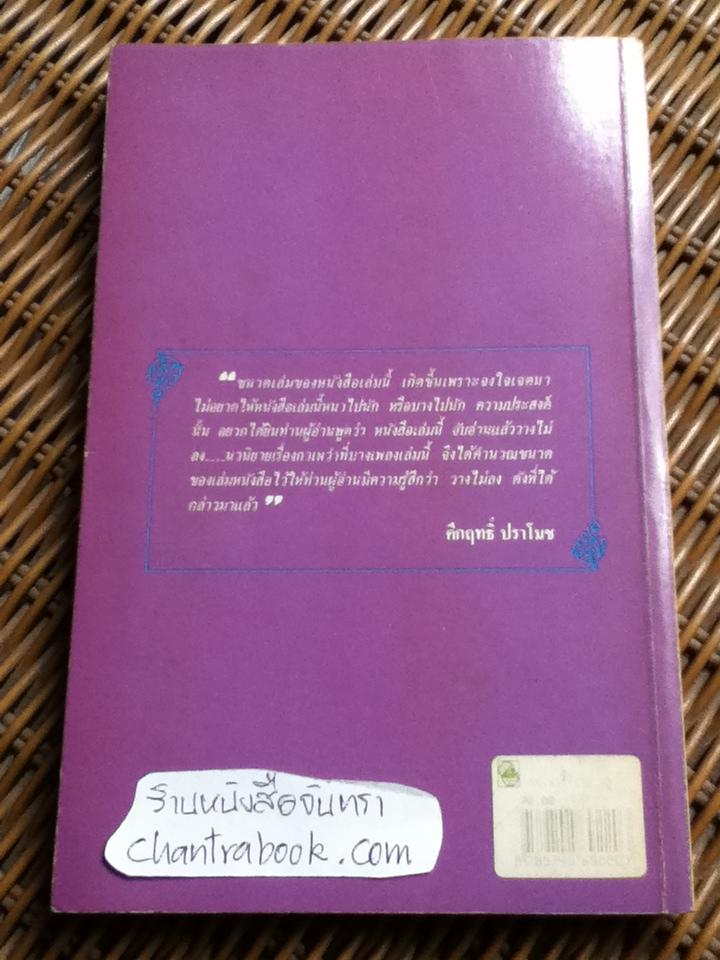 ❝ขนาดเล่มของหนังสือเล่มนี้ เกิดขึ้นเพราะจงใจเจตนา
ไม่อยากให้หนังสือเล่มนี้หนาไปนัก หรือบางไปนัก ความประสงค์
นั้น อยากได้ยินท่านผู้อ่านพูดว่า หนังสือเล่มนี้ จับอ่านแล้ววางไม่
ลง.....นวนิยายเรื่องกาเหว่าที่บางเพลงเล่มนี้ จึงได้คำนวณขนาด
ของเล่มหนังสือไว้ให้ท่านผู้อ่านมีความรู้สึกว่า วางไม่ลง ดังที่ได้
กล่าวมาแล้ว❞
คึกฤทธิ์ ปราโมช
ร้านหนังสือจันทรา
chantrabook.com